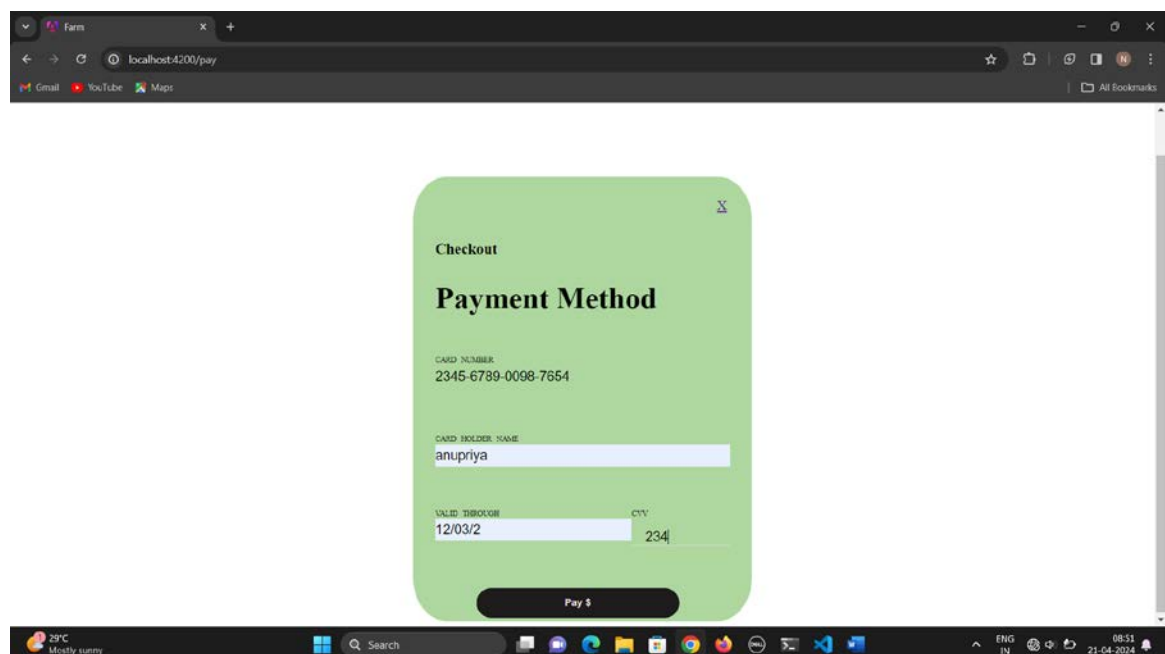 Farm
localhost:4200/pay
Gmail YouTube Maps All Bookmarks
N
X
Checkout
Payment Method
CARD NUMBER
2345-6789-0098-7654
CARD HOLDER NAME
anupriya
VALID THROUGH CVV
12/03/2 234
Pay $
29°C
Mostly sunny
Search
ENG
IN
08:51
21-04-2024